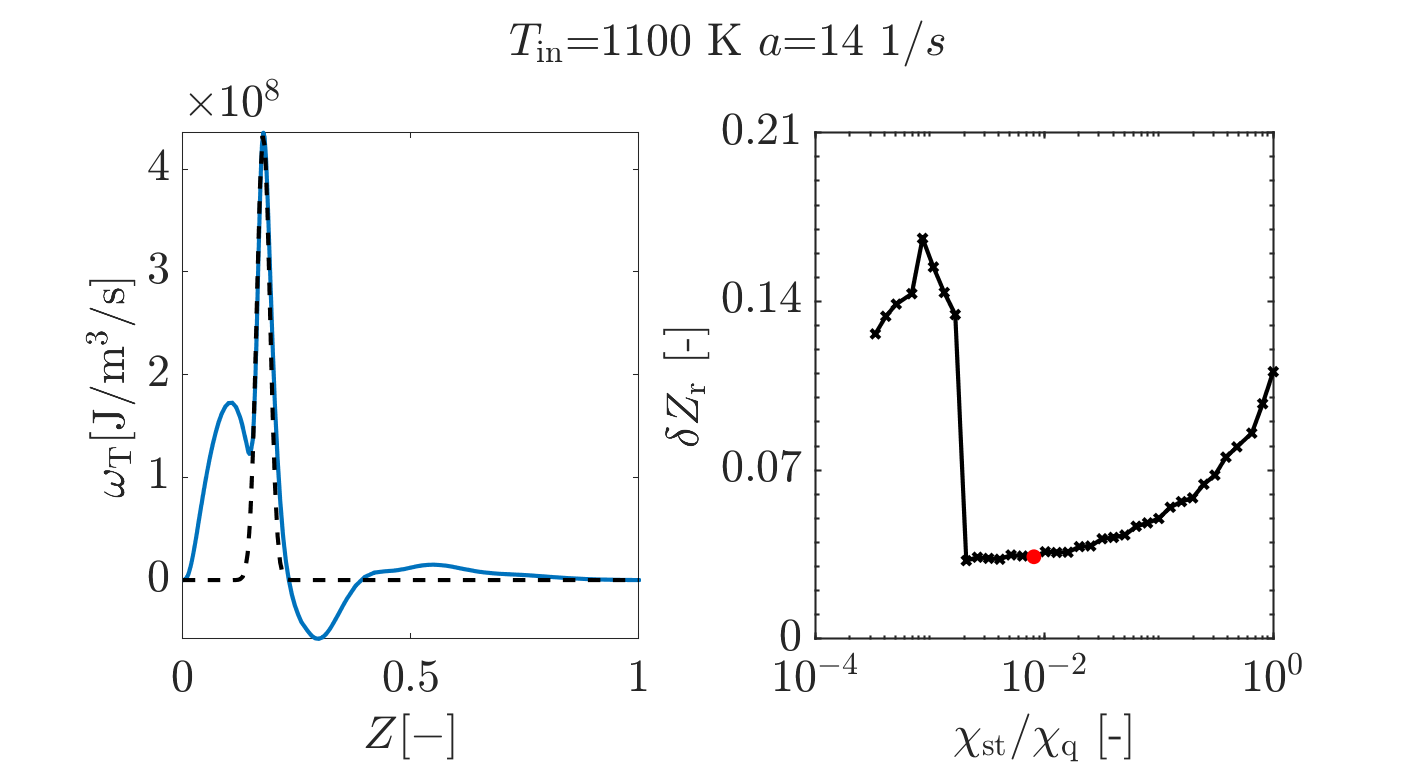 T_in=1100 K a=14 1/s
×10^8
4
3
2
1
0
ω_T[J/m^3/s]
0 0.5 1
Z[−]
0.21
0.14
0.07
0
δZ_r [-]
10^−4 10^−2 10^0
χ_st/χ_q [-]